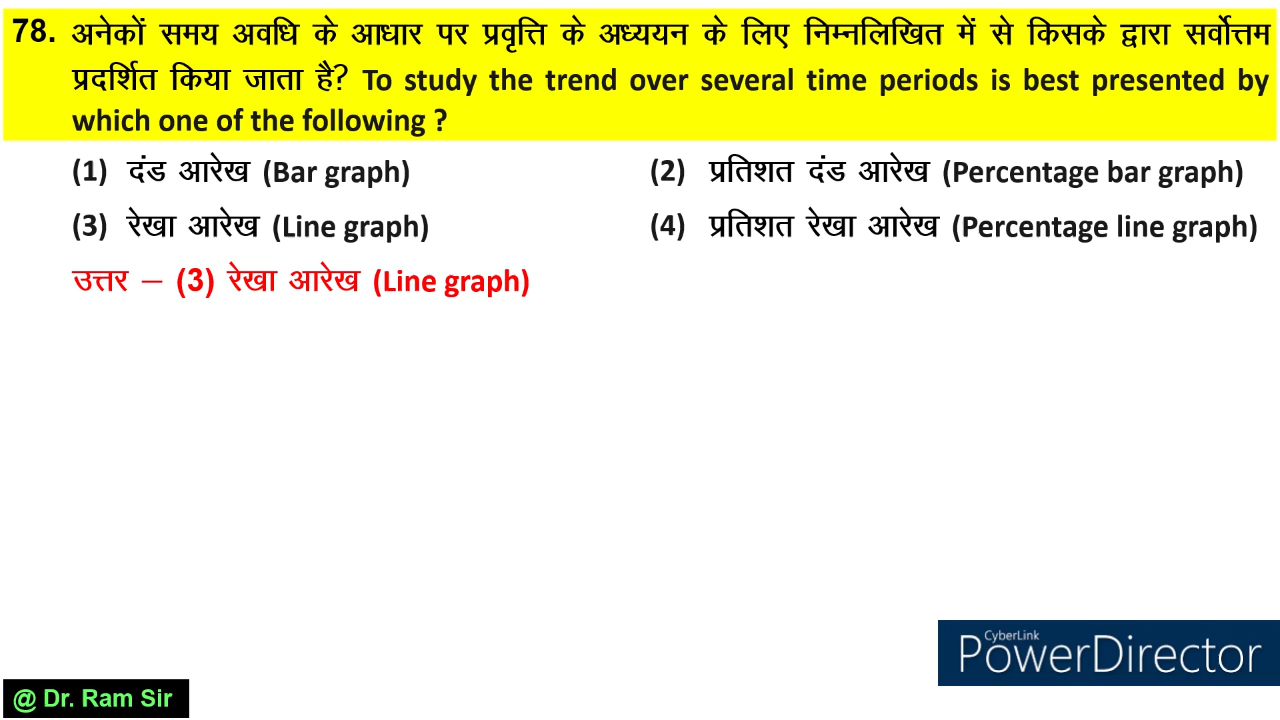 78. अनेकों समय अवधि के आधार पर प्रवृत्ति के अध्ययन के लिए निम्नलिखित में से किसके द्वारा सर्वोत्तम
प्रदर्शित किया जाता है? To study the trend over several time periods is best presented by
which one of the following ?
(1) दंड आरेख (Bar graph) (2) प्रतिशत दंड आरेख (Percentage bar graph)
(3) रेखा आरेख (Line graph) (4) प्रतिशत रेखा आरेख (Percentage line graph)
उत्तर – (3) रेखा आरेख (Line graph)
CyberLink
PowerDirector
@ Dr. Ram Sir